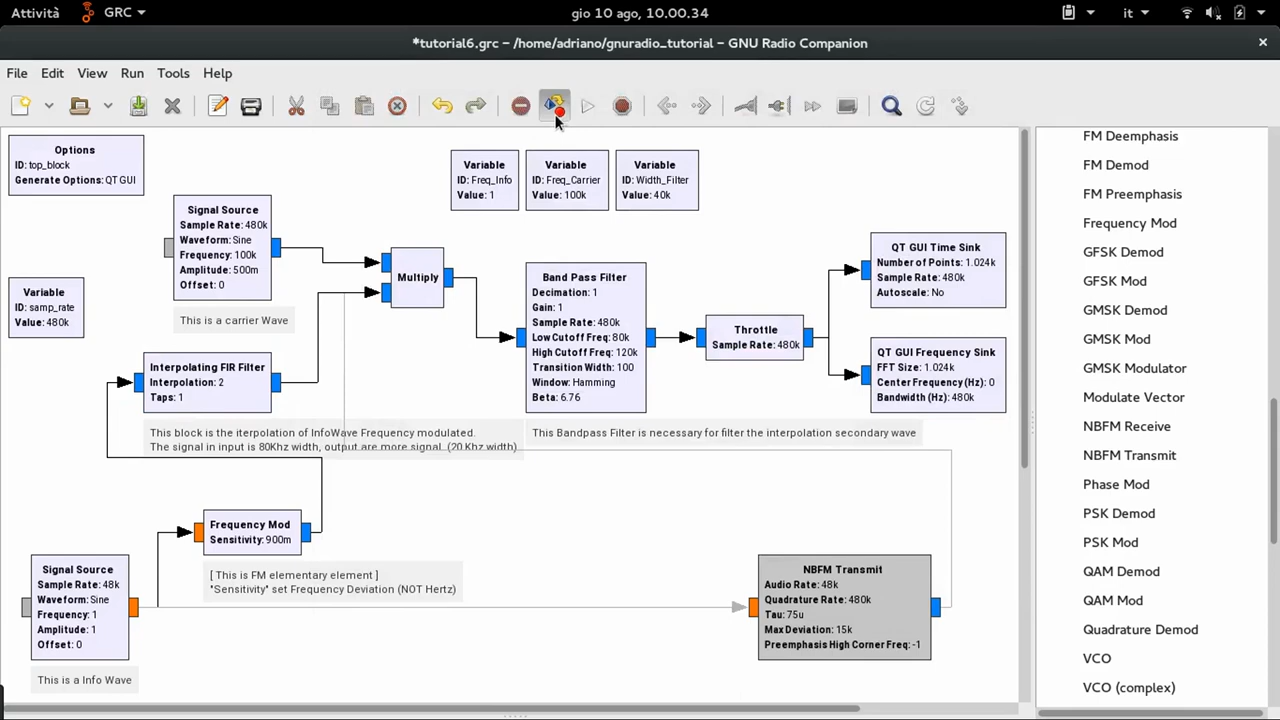 Attività
GRC
gio 10 ago, 10.00.34
it
*tutorial6.grc – /home/adriano/gnuradio_tutorial – GNU Radio Companion
File Edit View Run Tools Help
Options
ID: top_block
Generate Options: QT GUI
Variable
ID: Freq_Info
Value: 1
Variable
ID: Freq_Carrier
Value: 100k
Variable
ID: Width_Filter
Value: 40k
Signal Source
Sample Rate: 480k
Waveform: Sine
Frequency: 100k
Amplitude: 500m
Offset: 0
This is a carrier Wave
Multiply
Variable
ID: samp_rate
Value: 480k
Band Pass Filter
Decimation: 1
Gain: 1
Sample Rate: 480k
Low Cutoff Freq: 80k
High Cutoff Freq: 120k
Transition Width: 100
Window: Hamming
Beta: 6.76
This Bandpass Filter is necessary for filter the interpolation secondary wave
Throttle
Sample Rate: 480k
QT GUI Time Sink
Number of Points: 1.024k
Sample Rate: 480k
Autoscale: No
QT GUI Frequency Sink
FFT Size: 1.024k
Center Frequency (Hz): 0
Bandwidth (Hz): 480k
Interpolating FIR Filter
Interpolation: 2
Taps: 1
This block is the iterpolation of InfoWave Frequency modulated.
The signal in input is 80Khz width, output are more signal. (20 Khz width)
Frequency Mod
Sensitivity: 900m
[ This is FM elementary element ]
"Sensitivity" set Frequency Deviation (NOT Hertz)
Signal Source
Sample Rate: 48k
Waveform: Sine
Frequency: 1
Amplitude: 1
Offset: 0
This is a Info Wave
NBFM Transmit
Audio Rate: 48k
Quadrature Rate: 480k
Tau: 75u
Max Deviation: 15k
Preemphasis High Corner Freq: -1
FM Deemphasis
FM Demod
FM Preemphasis
Frequency Mod
GFSK Demod
GFSK Mod
GMSK Demod
GMSK Mod
GMSK Modulator
Modulate Vector
NBFM Receive
NBFM Transmit
Phase Mod
PSK Demod
PSK Mod
QAM Demod
QAM Mod
Quadrature Demod
VCO
VCO (complex)